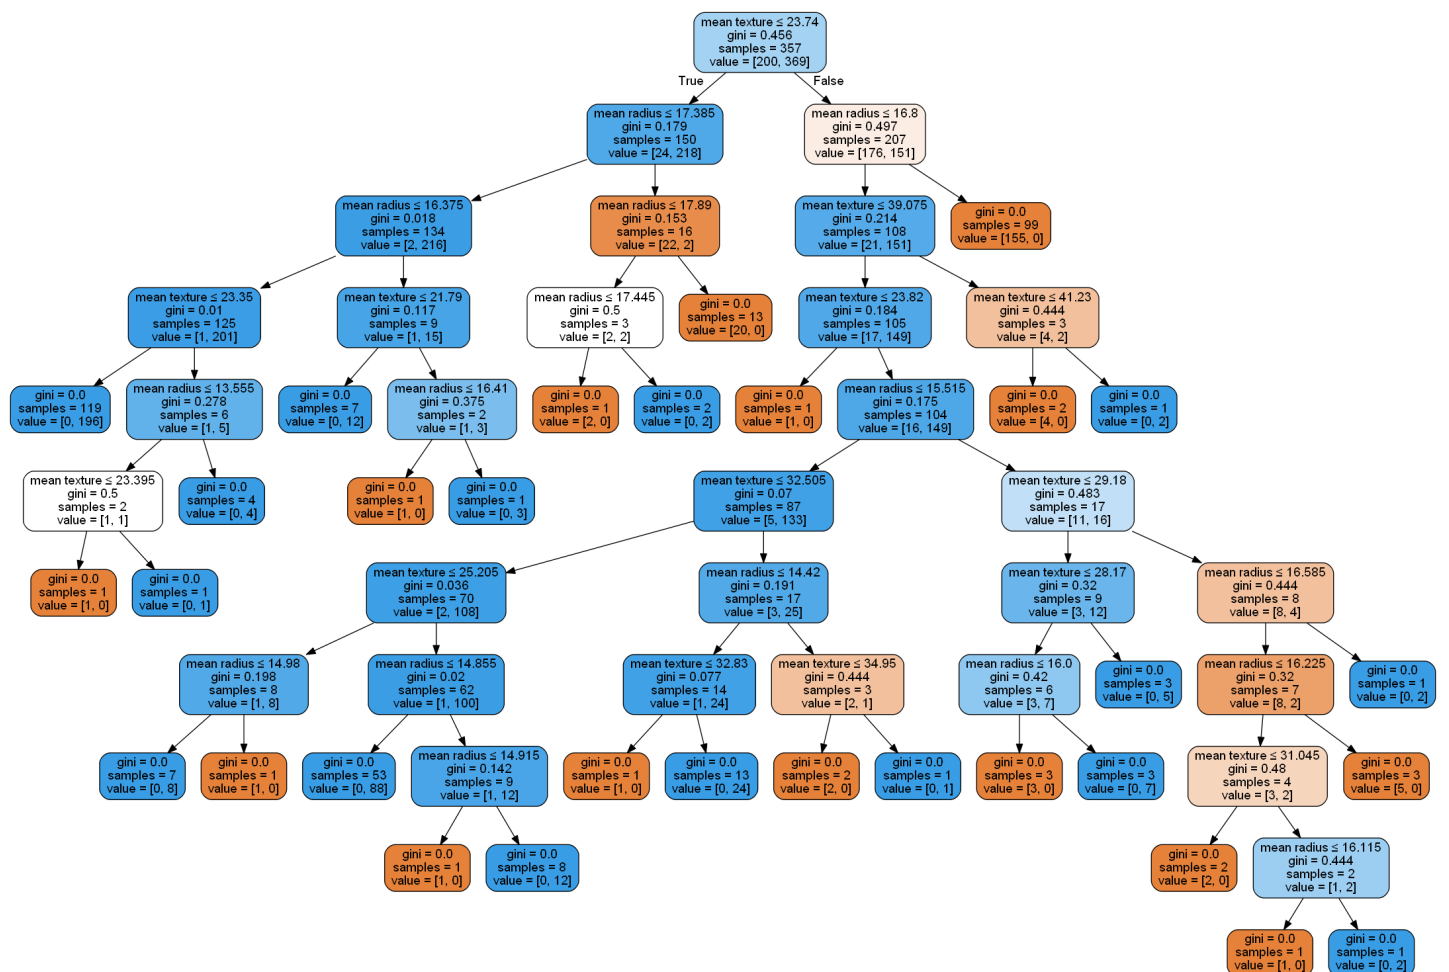 mean texture ≤ 23.74
gini = 0.456
samples = 357
value = [200, 369]
True
False
mean radius ≤ 17.385
gini = 0.179
samples = 150
value = [24, 218]
mean radius ≤ 16.8
gini = 0.497
samples = 207
value = [176, 151]
mean radius ≤ 16.375
gini = 0.018
samples = 134
value = [2, 216]
mean radius ≤ 17.89
gini = 0.153
samples = 16
value = [22, 2]
mean texture ≤ 39.075
gini = 0.214
samples = 108
value = [21, 151]
gini = 0.0
samples = 99
value = [155, 0]
mean texture ≤ 23.35
gini = 0.01
samples = 125
value = [1, 201]
mean texture ≤ 21.79
gini = 0.117
samples = 9
value = [1, 15]
mean radius ≤ 17.445
gini = 0.5
samples = 3
value = [2, 2]
gini = 0.0
samples = 13
value = [20, 0]
mean texture ≤ 23.82
gini = 0.184
samples = 105
value = [17, 149]
mean texture ≤ 41.23
gini = 0.444
samples = 3
value = [4, 2]
gini = 0.0
samples = 119
value = [0, 196]
mean radius ≤ 13.555
gini = 0.278
samples = 6
value = [1, 5]
gini = 0.0
samples = 7
value = [0, 12]
mean radius ≤ 16.41
gini = 0.375
samples = 2
value = [1, 3]
gini = 0.0
samples = 1
value = [2, 0]
gini = 0.0
samples = 2
value = [0, 2]
gini = 0.0
samples = 1
value = [1, 0]
mean radius ≤ 15.515
gini = 0.175
samples = 104
value = [16, 149]
gini = 0.0
samples = 2
value = [4, 0]
gini = 0.0
samples = 1
value = [0, 2]
mean texture ≤ 23.395
gini = 0.5
samples = 2
value = [1, 1]
gini = 0.0
samples = 4
value = [0, 4]
gini = 0.0
samples = 1
value = [1, 0]
gini = 0.0
samples = 1
value = [0, 3]
mean texture ≤ 32.505
gini = 0.07
samples = 87
value = [5, 133]
mean texture ≤ 29.18
gini = 0.483
samples = 17
value = [11, 16]
gini = 0.0
samples = 1
value = [1, 0]
gini = 0.0
samples = 1
value = [0, 1]
mean texture ≤ 25.205
gini = 0.036
samples = 70
value = [2, 108]
mean radius ≤ 14.42
gini = 0.191
samples = 17
value = [3, 25]
mean texture ≤ 28.17
gini = 0.32
samples = 9
value = [3, 12]
mean radius ≤ 16.585
gini = 0.444
samples = 8
value = [8, 4]
mean radius ≤ 14.98
gini = 0.198
samples = 8
value = [1, 8]
mean radius ≤ 14.855
gini = 0.02
samples = 62
value = [1, 100]
mean texture ≤ 32.83
gini = 0.077
samples = 14
value = [1, 24]
mean texture ≤ 34.95
gini = 0.444
samples = 3
value = [2, 1]
mean radius ≤ 16.0
gini = 0.42
samples = 6
value = [3, 7]
gini = 0.0
samples = 3
value = [0, 5]
mean radius ≤ 16.225
gini = 0.32
samples = 7
value = [8, 2]
gini = 0.0
samples = 1
value = [0, 2]
gini = 0.0
samples = 7
value = [0, 8]
gini = 0.0
samples = 1
value = [1, 0]
gini = 0.0
samples = 53
value = [0, 88]
mean radius ≤ 14.915
gini = 0.142
samples = 9
value = [1, 12]
gini = 0.0
samples = 1
value = [1, 0]
gini = 0.0
samples = 13
value = [0, 24]
gini = 0.0
samples = 2
value = [2, 0]
gini = 0.0
samples = 1
value = [0, 1]
gini = 0.0
samples = 3
value = [3, 0]
gini = 0.0
samples = 3
value = [0, 7]
mean texture ≤ 31.045
gini = 0.48
samples = 4
value = [3, 2]
gini = 0.0
samples = 3
value = [5, 0]
gini = 0.0
samples = 1
value = [1, 0]
gini = 0.0
samples = 8
value = [0, 12]
gini = 0.0
samples = 2
value = [2, 0]
mean radius ≤ 16.115
gini = 0.444
samples = 2
value = [1, 2]
gini = 0.0
samples = 1
value = [1, 0]
gini = 0.0
samples = 1
value = [0, 2]